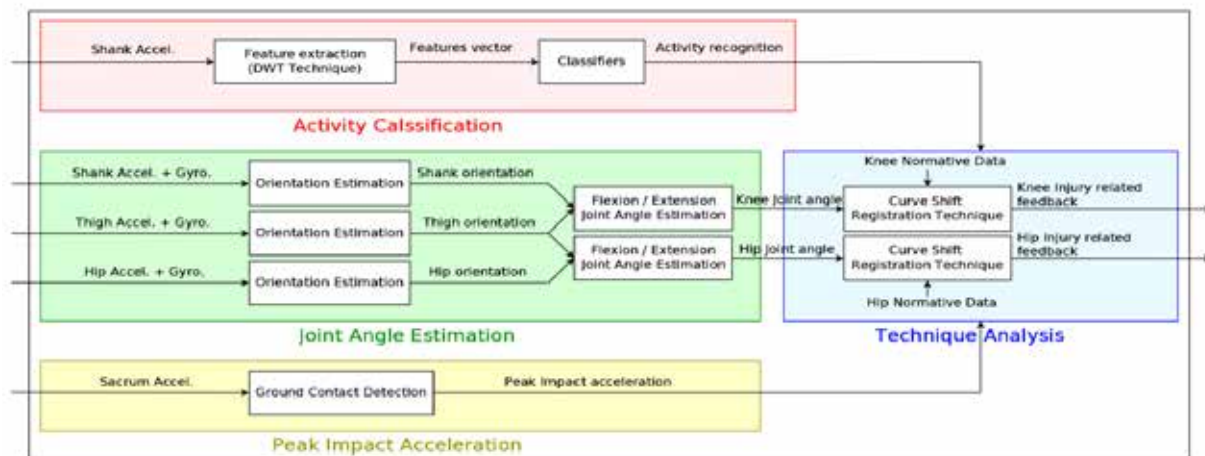 Shank Accel.
Feature extraction
(DWT Technique)
Features vector
Classifiers
Activity recognition
Activity Calssification
Shank Accel. + Gyro.
Orientation Estimation
Shank orientation
Thigh Accel. + Gyro.
Orientation Estimation
Thigh orientation
Hip Accel. + Gyro.
Orientation Estimation
Hip orientation
Flexion / Extension
Joint Angle Estimation
Flexion / Extension
Joint Angle Estimation
Knee Joint angle
Hip Joint angle
Joint Angle Estimation
Knee Normative Data
Curve Shift
Registration Technique
Curve Shift
Registration Technique
Hip Normative Data
Knee Injury related
feedback
Hip Injury related
feedback
Technique Analysis
Sacrum Accel.
Ground Contact Detection
Peak Impact acceleration
Peak Impact Acceleration